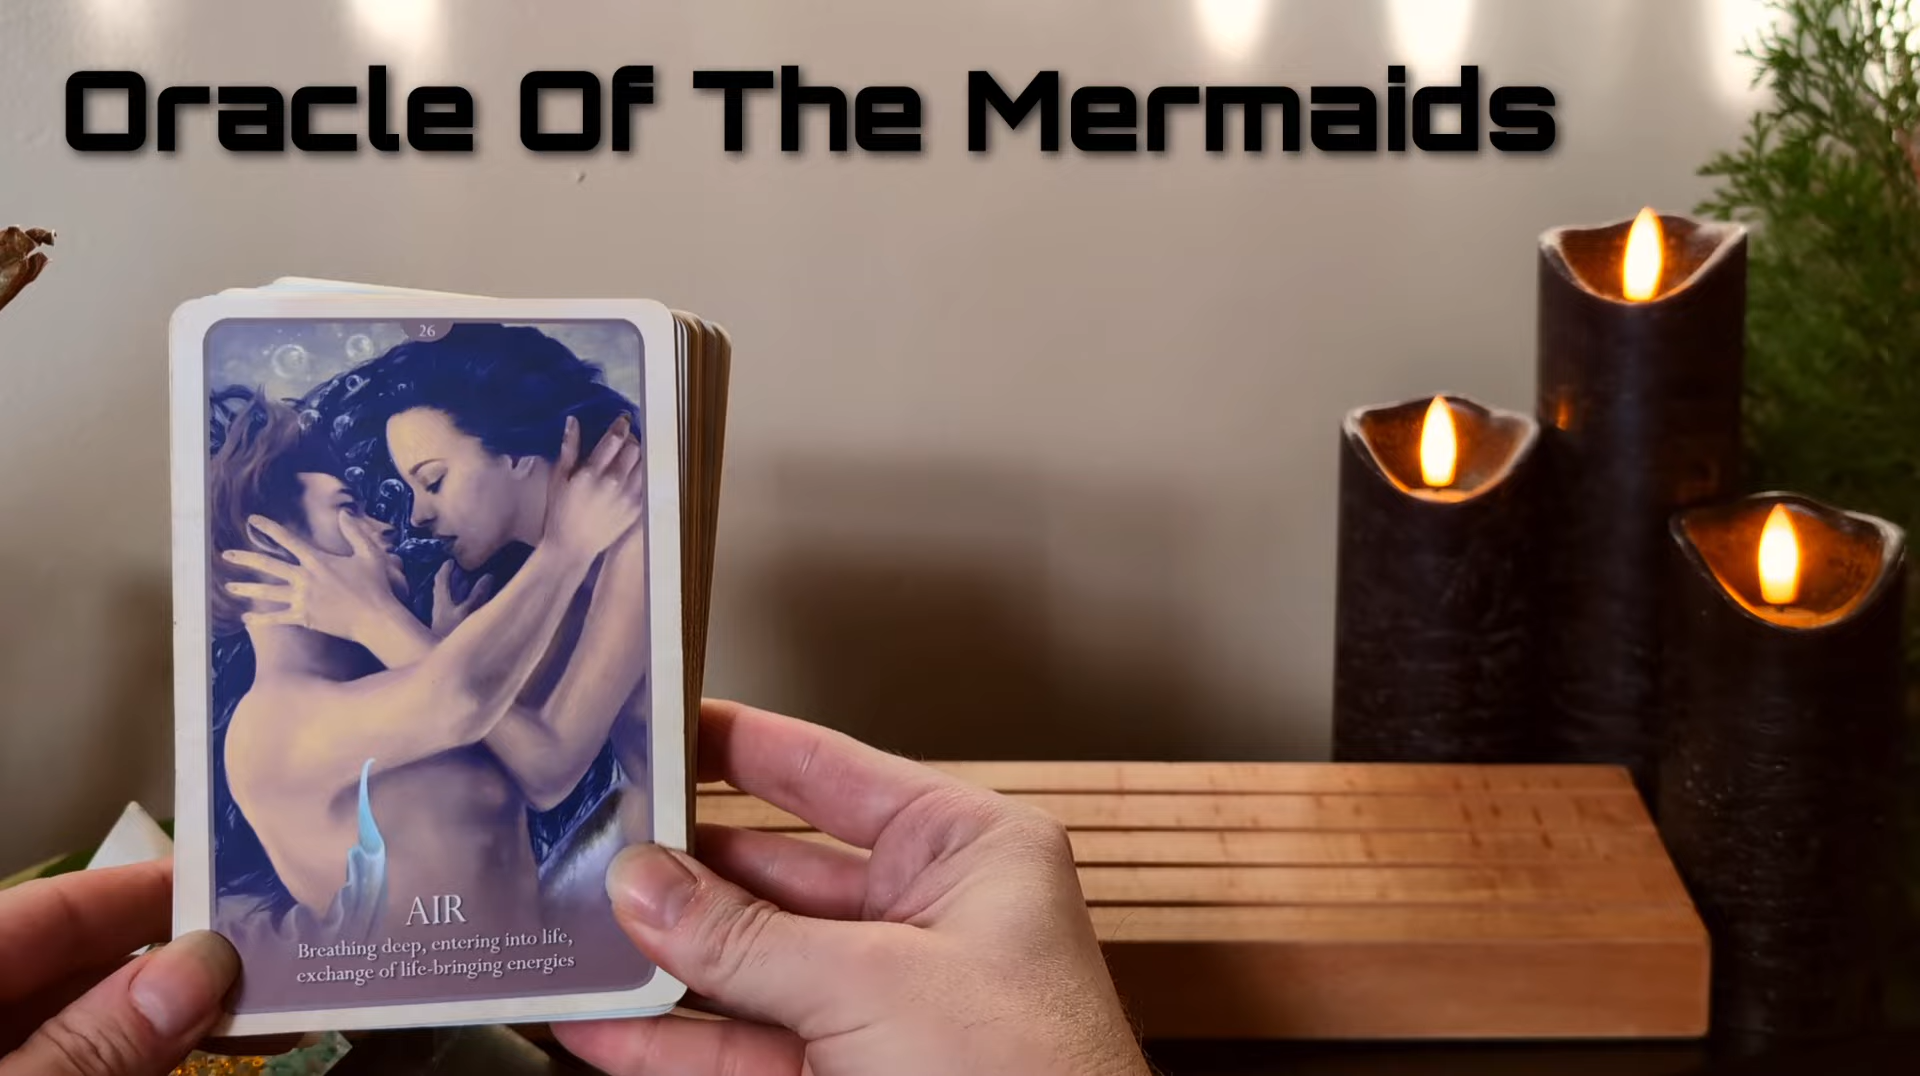 Oracle Of The Mermaids
26
AIR
Breathing deep, entering into life,
exchange of life-bringing energies